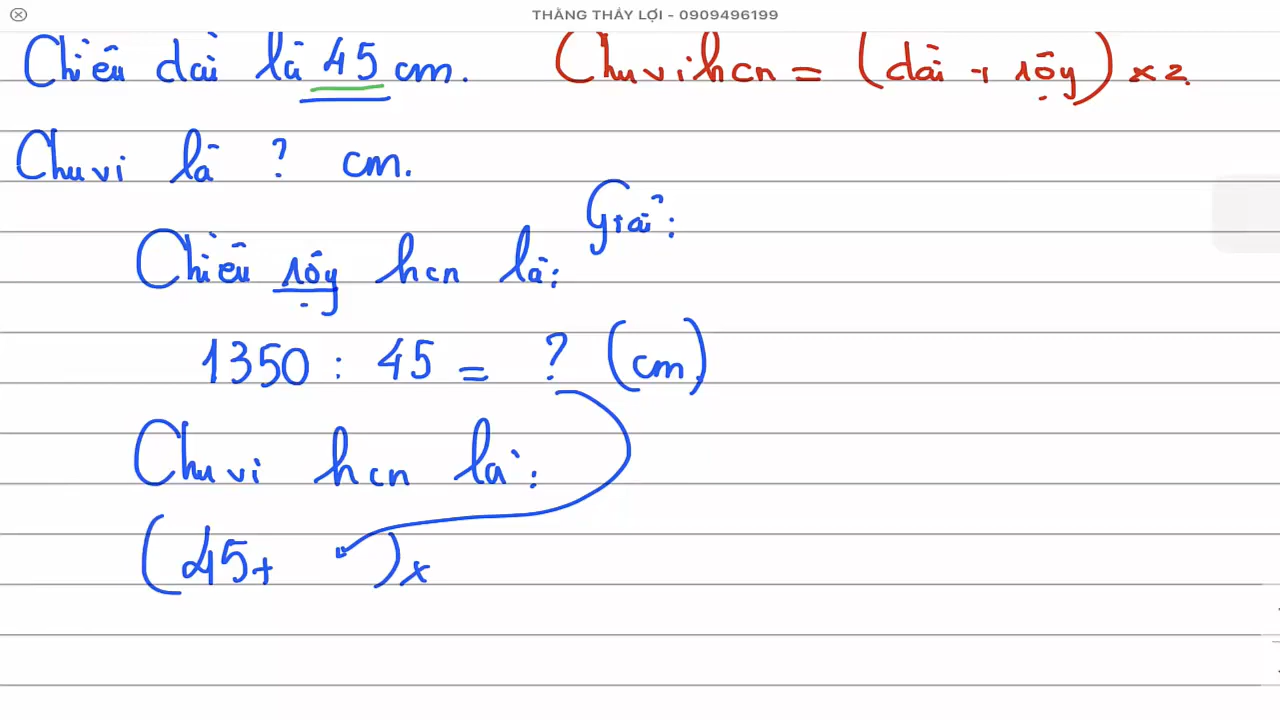 THẮNG THẦY LỢI - 0909496199
Chiều dài là 45 cm. Chu vi hcn = (dài + rộng) x 2
Chu vi là ? cm.
Giải:
Chiều rộng hcn là:
1350 : 45 = ? (cm)
Chu vi hcn là:
(45+ ) x